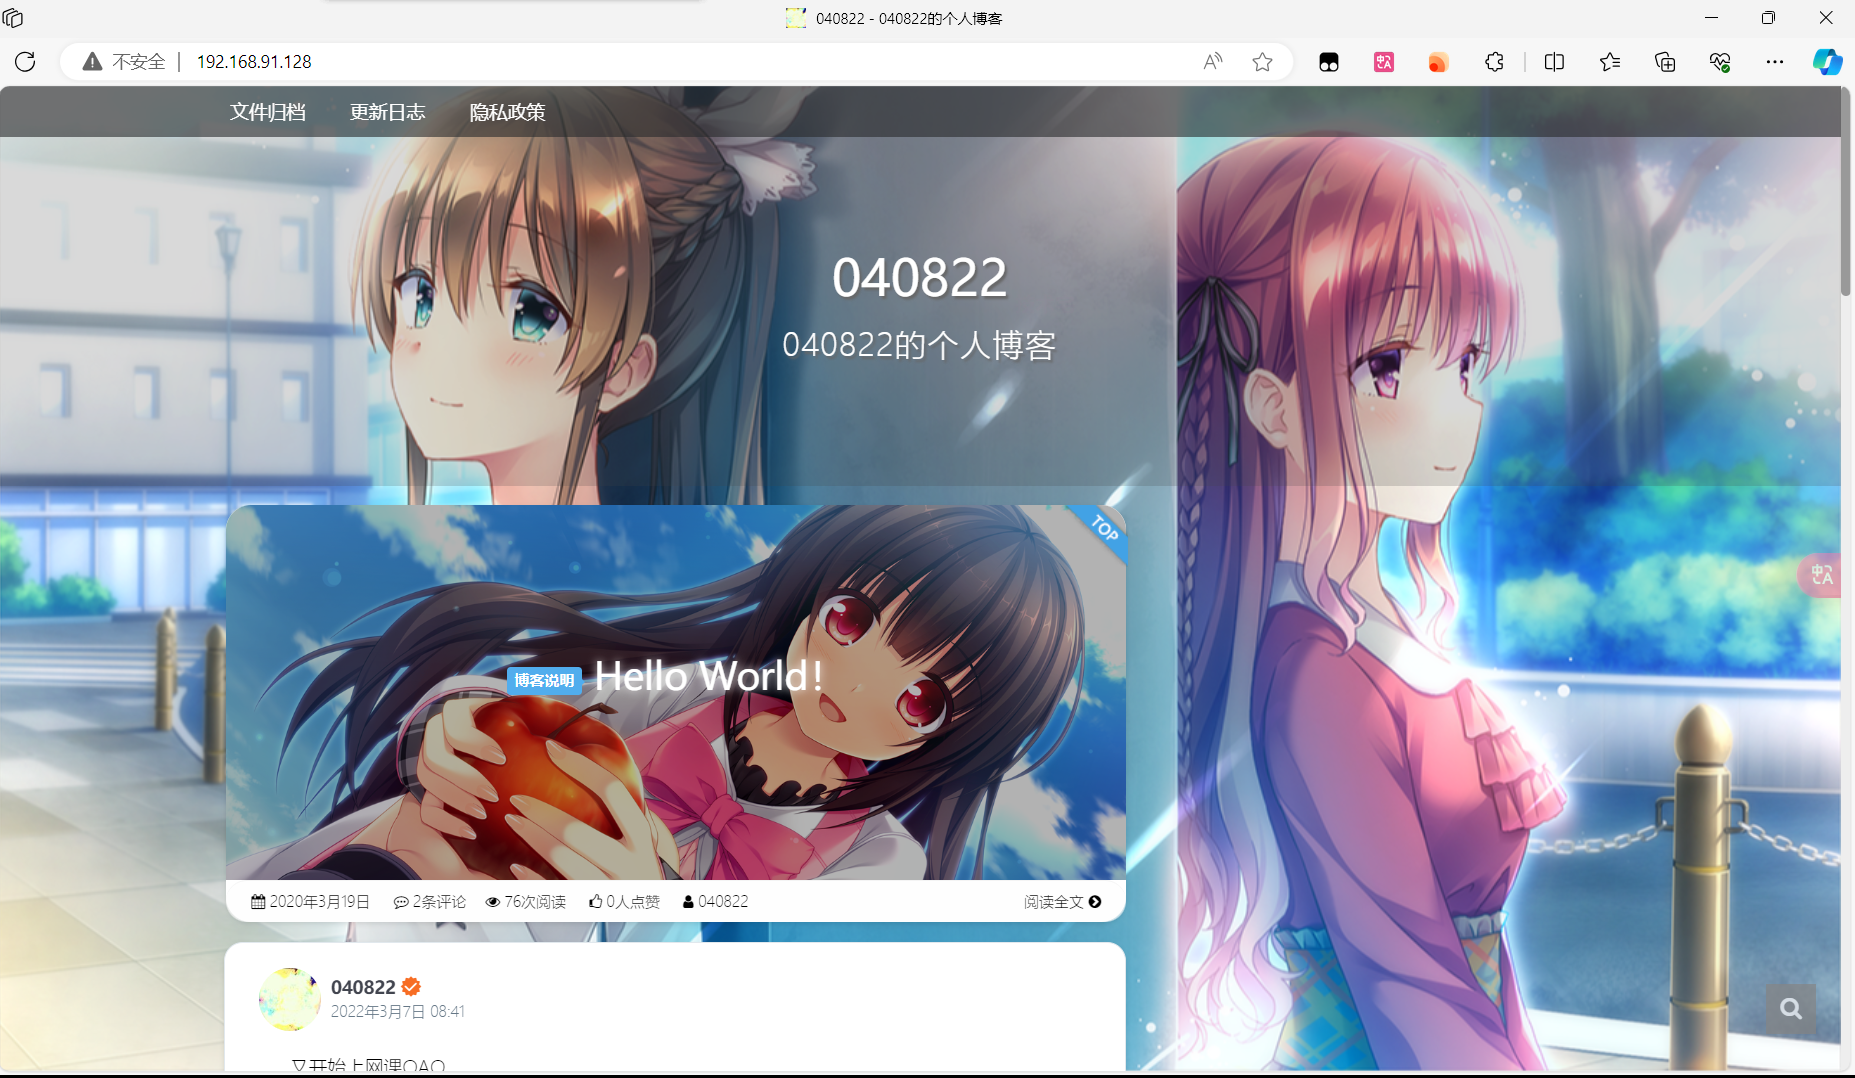 040822 - 040822的个人博客
不安全
192.168.91.128
文件归档 更新日志 隐私政策
040822
040822的个人博客
TOP
博客说明 Hello World!
2020年3月19日 2条评论 76次阅读 0人点赞 040822 阅读全文
040822
2022年3月7日 08:41
又开始上网课QAQ